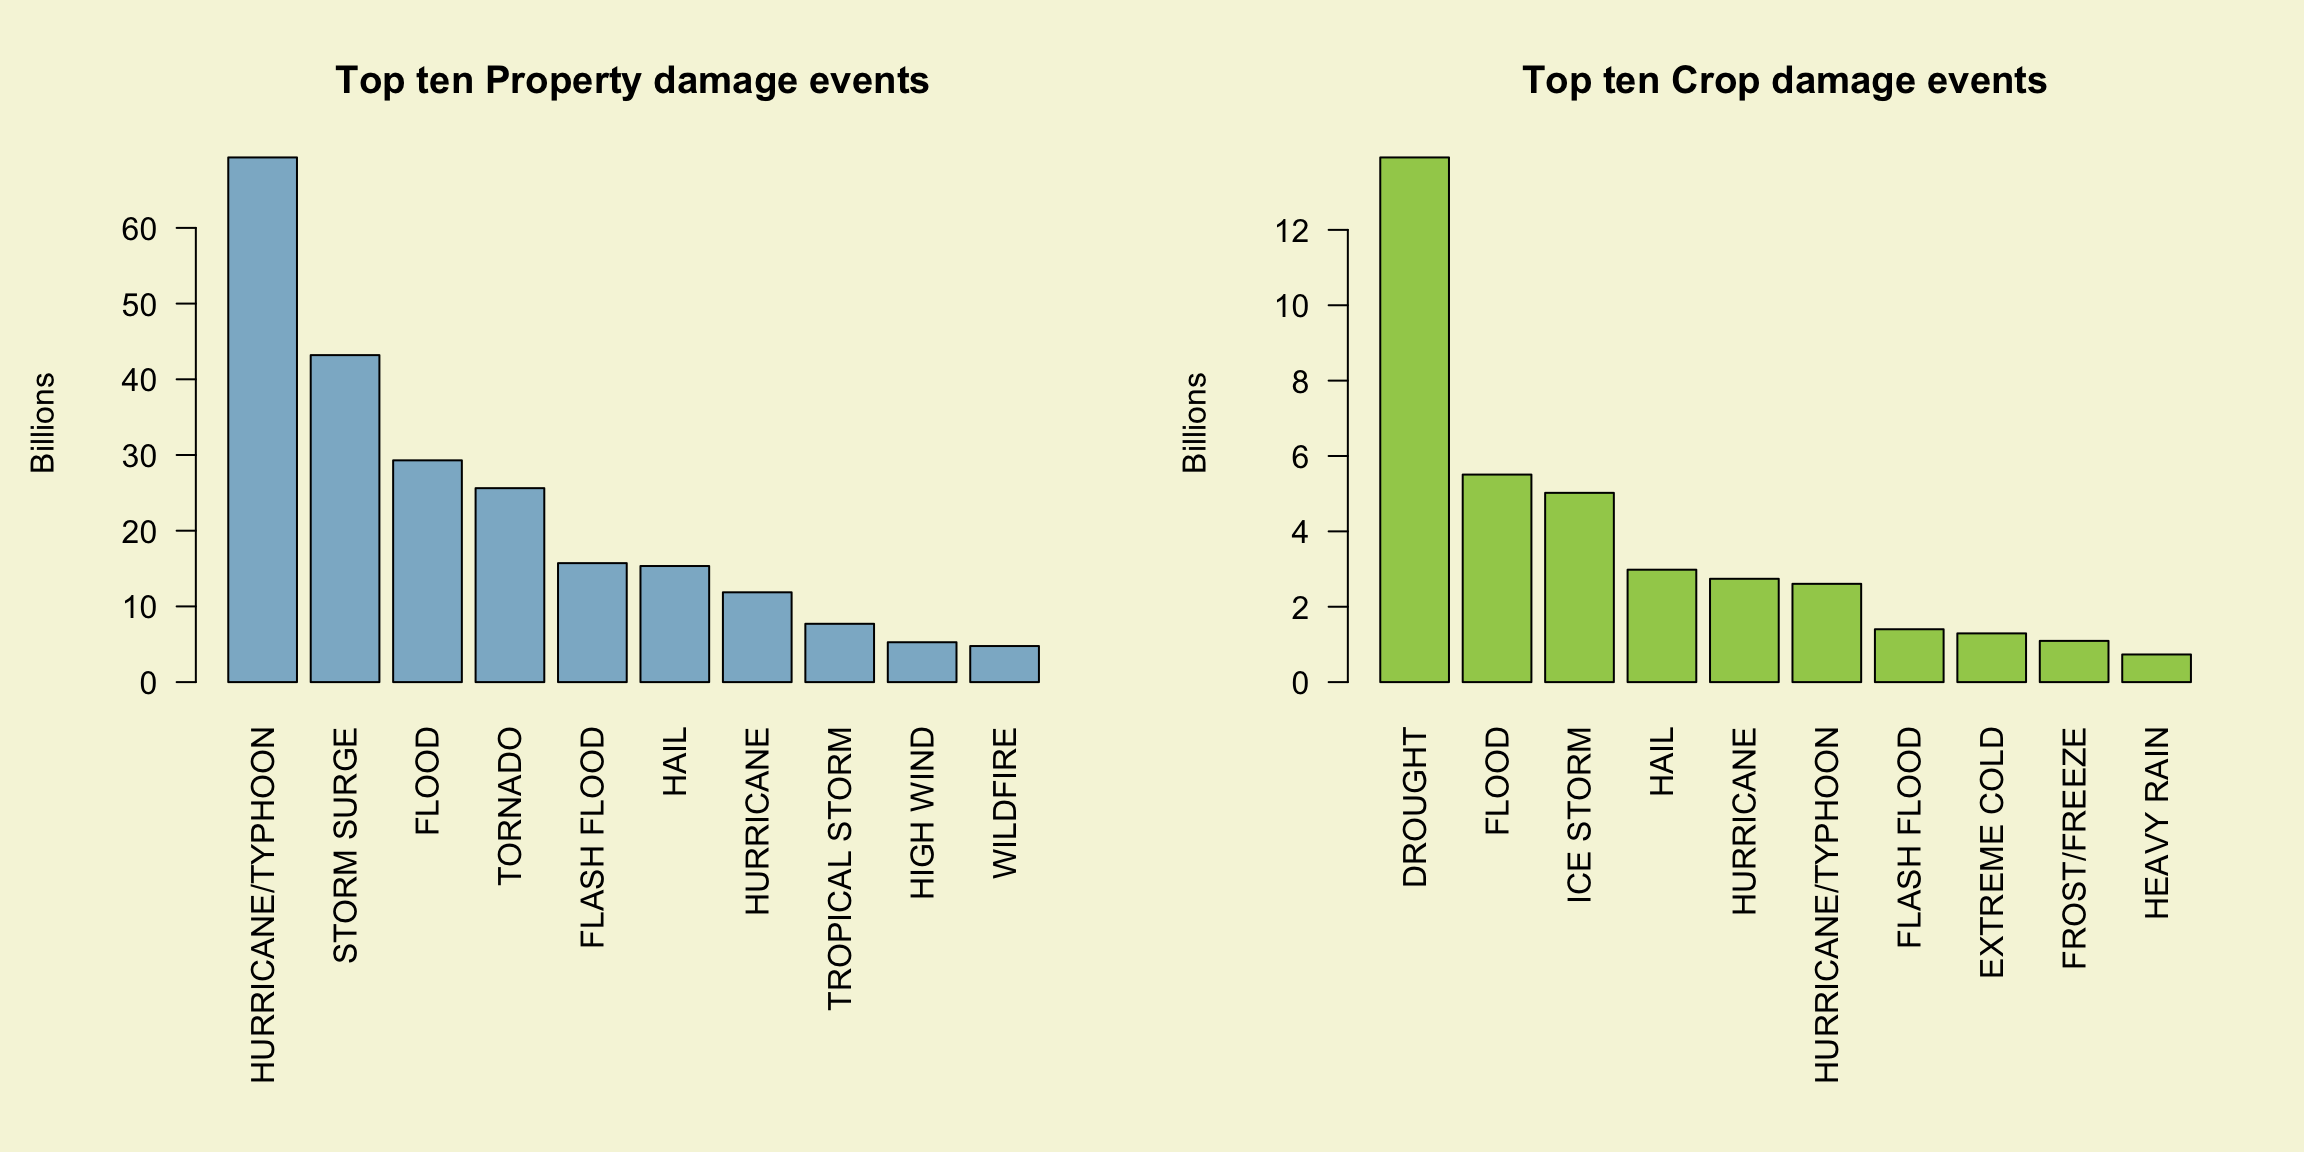 Top ten Property damage events
Billions
60
50
40
30
20
10
0
HURRICANE/TYPHOON
STORM SURGE
FLOOD
TORNADO
FLASH FLOOD
HAIL
HURRICANE
TROPICAL STORM
HIGH WIND
WILDFIRE
Top ten Crop damage events
Billions
12
10
8
6
4
2
0
DROUGHT
FLOOD
ICE STORM
HAIL
HURRICANE
HURRICANE/TYPHOON
FLASH FLOOD
EXTREME COLD
FROST/FREEZE
HEAVY RAIN